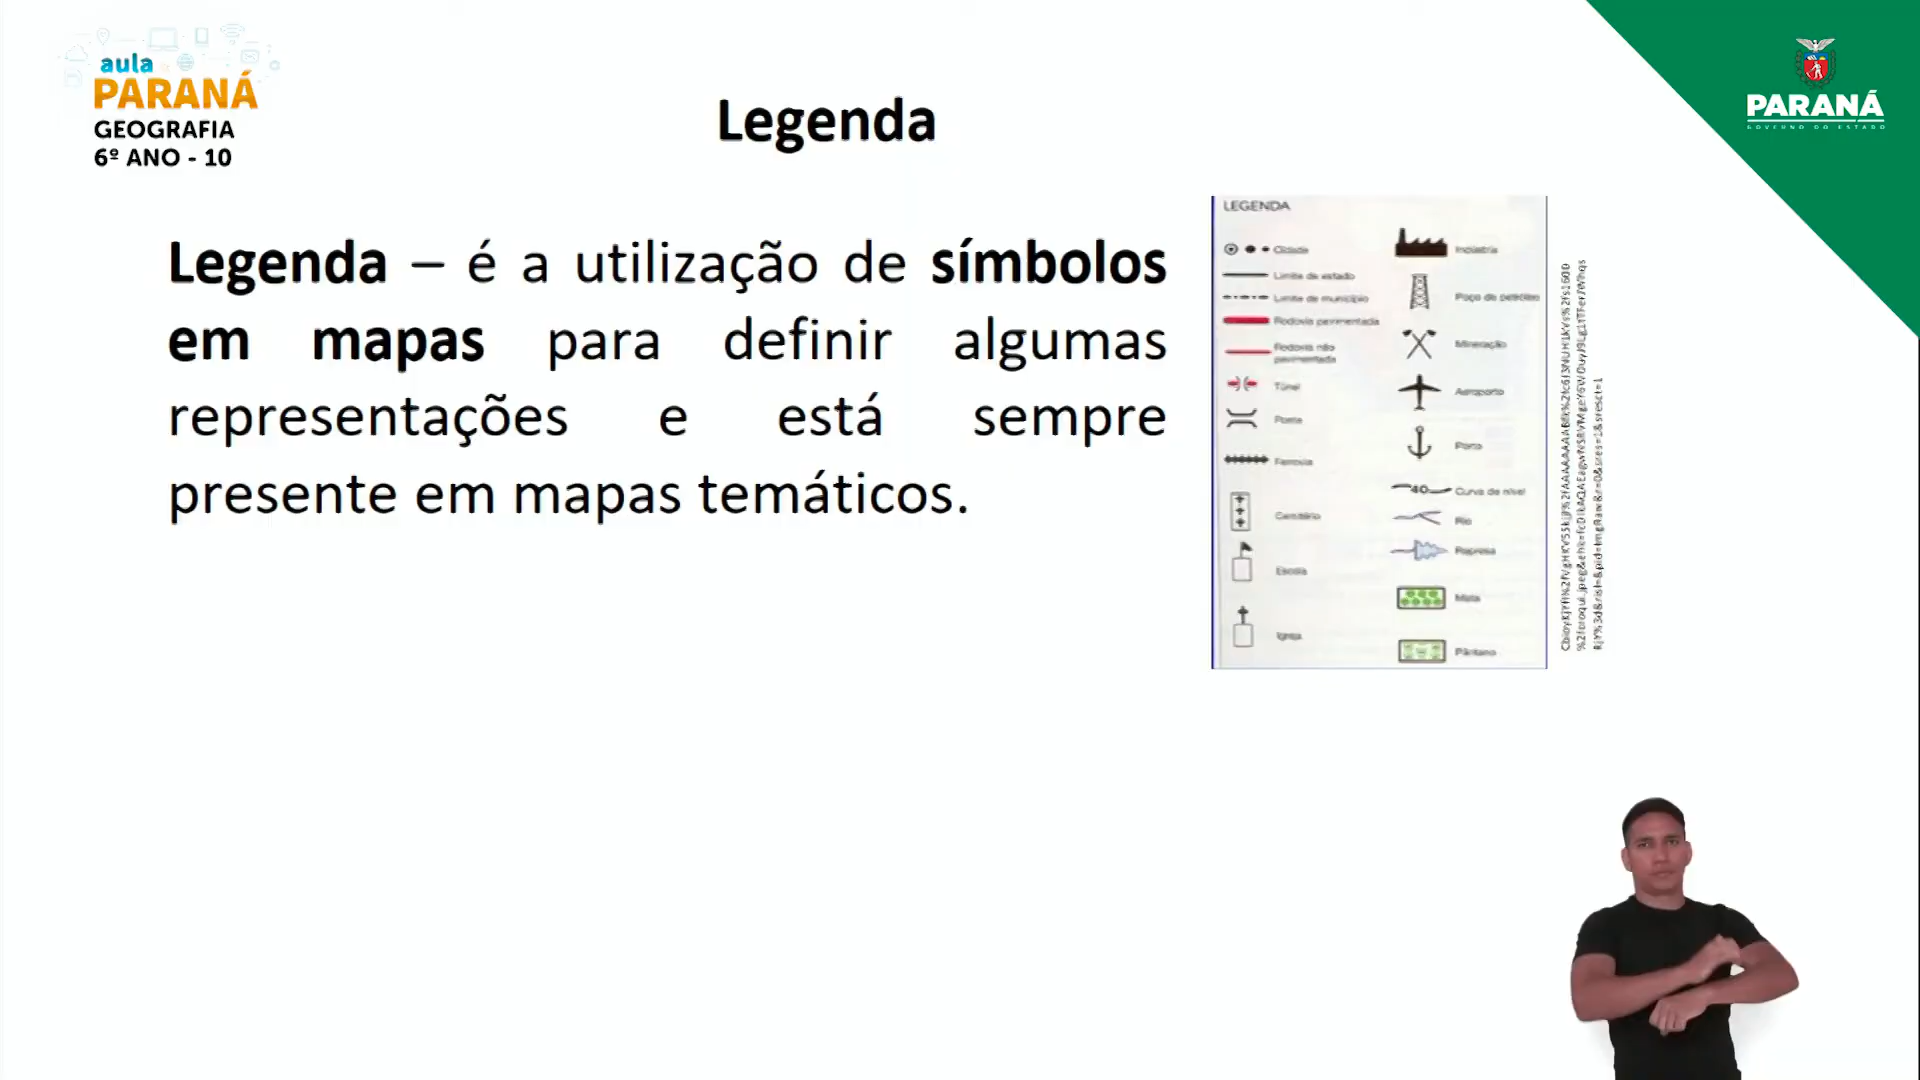 aula
PARANÁ
GEOGRAFIA
6º ANO - 10
PARANÁ
GOVERNO DO ESTADO
Legenda
Legenda – é a utilização de símbolos
em mapas para definir algumas
representações e está sempre
presente em mapas temáticos.
LEGENDA
Cidade
Limite de estado
Limite de município
Rodovia pavimentada
Rodovia não
pavimentada
Túnel
Ponte
Ferrovia
Cemitério
Escola
Igreja
Indústria
Poço de petróleo
Mineração
Aeroporto
Porto
40
Curva de nível
Rio
Represa
Mata
Pântano